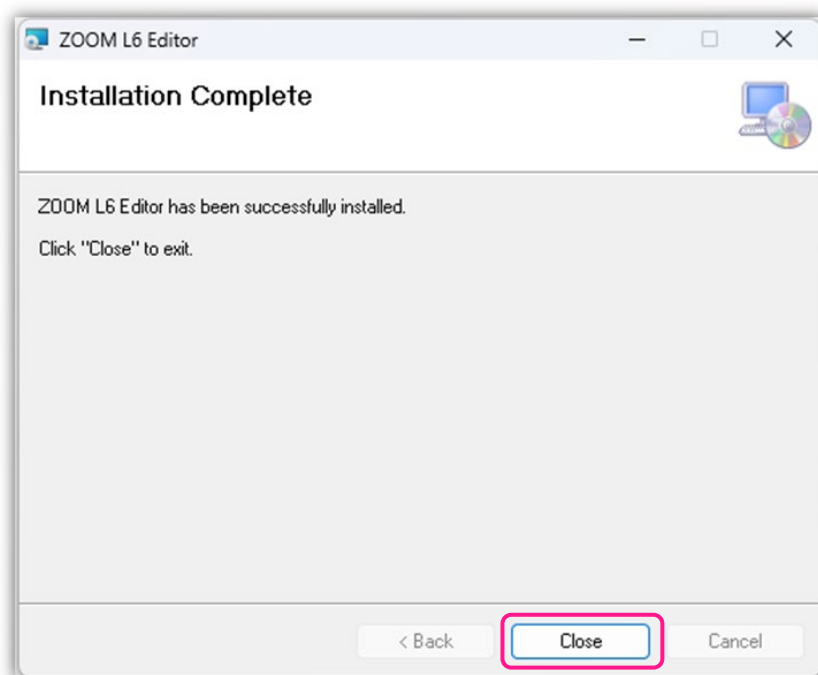 ZOOM L6 Editor
Installation Complete
ZOOM L6 Editor has been successfully installed.
Click "Close" to exit.
< Back Close Cancel